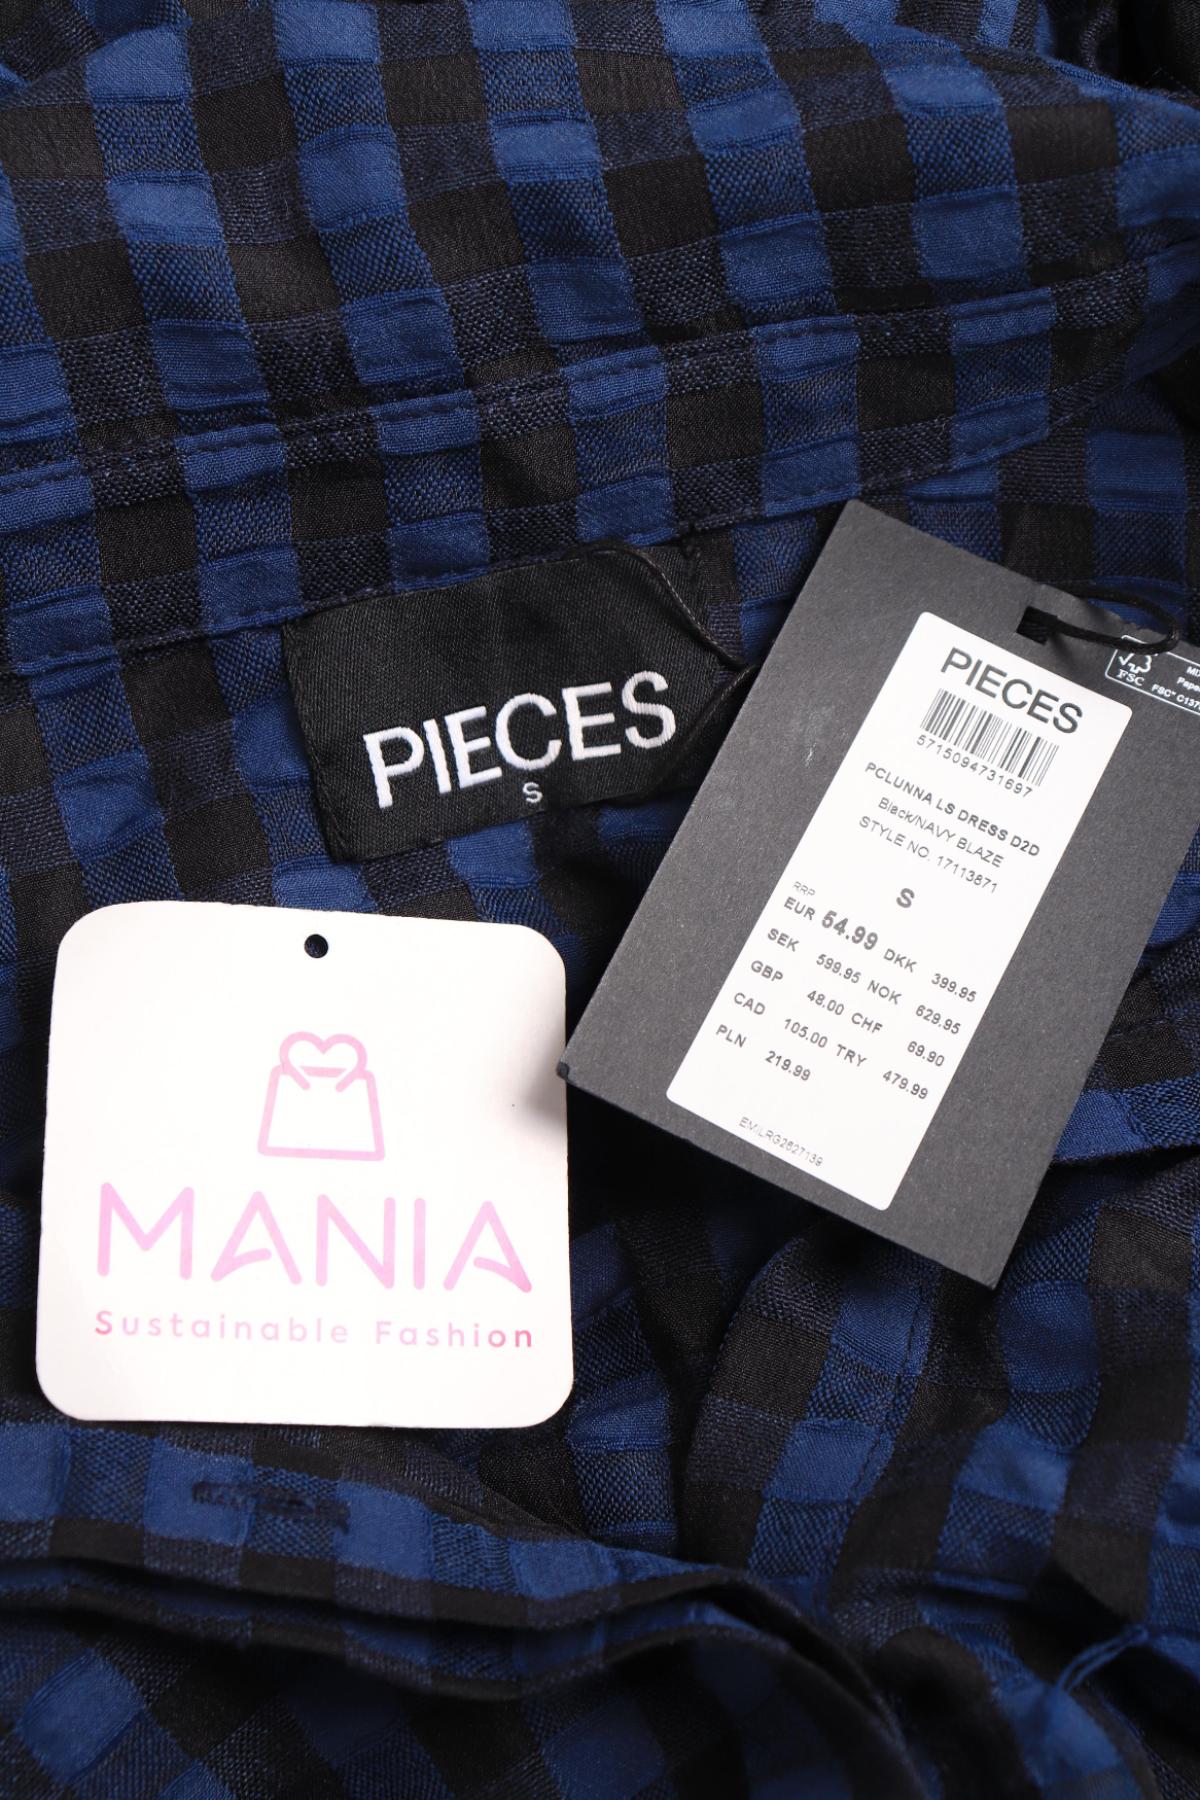 PIECES
S
FSC
PIECES
5715094731697
PCLUNNA LS DRESS D2D
Black/NAVY BLAZE
STYLE NO. 17113871
S
RRP
EUR 54.99 DKK 399.95
SEK 599.95 NOK 629.95
GBP 48.00 CHF 69.90
CAD 105.00 TRY 479.99
PLN 219.99
MANIA
Sustainable Fashion